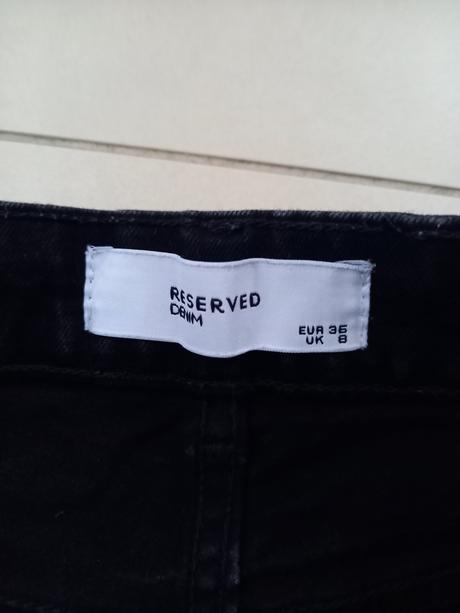 RESERVED
DENIM
EUR 36
UK 8